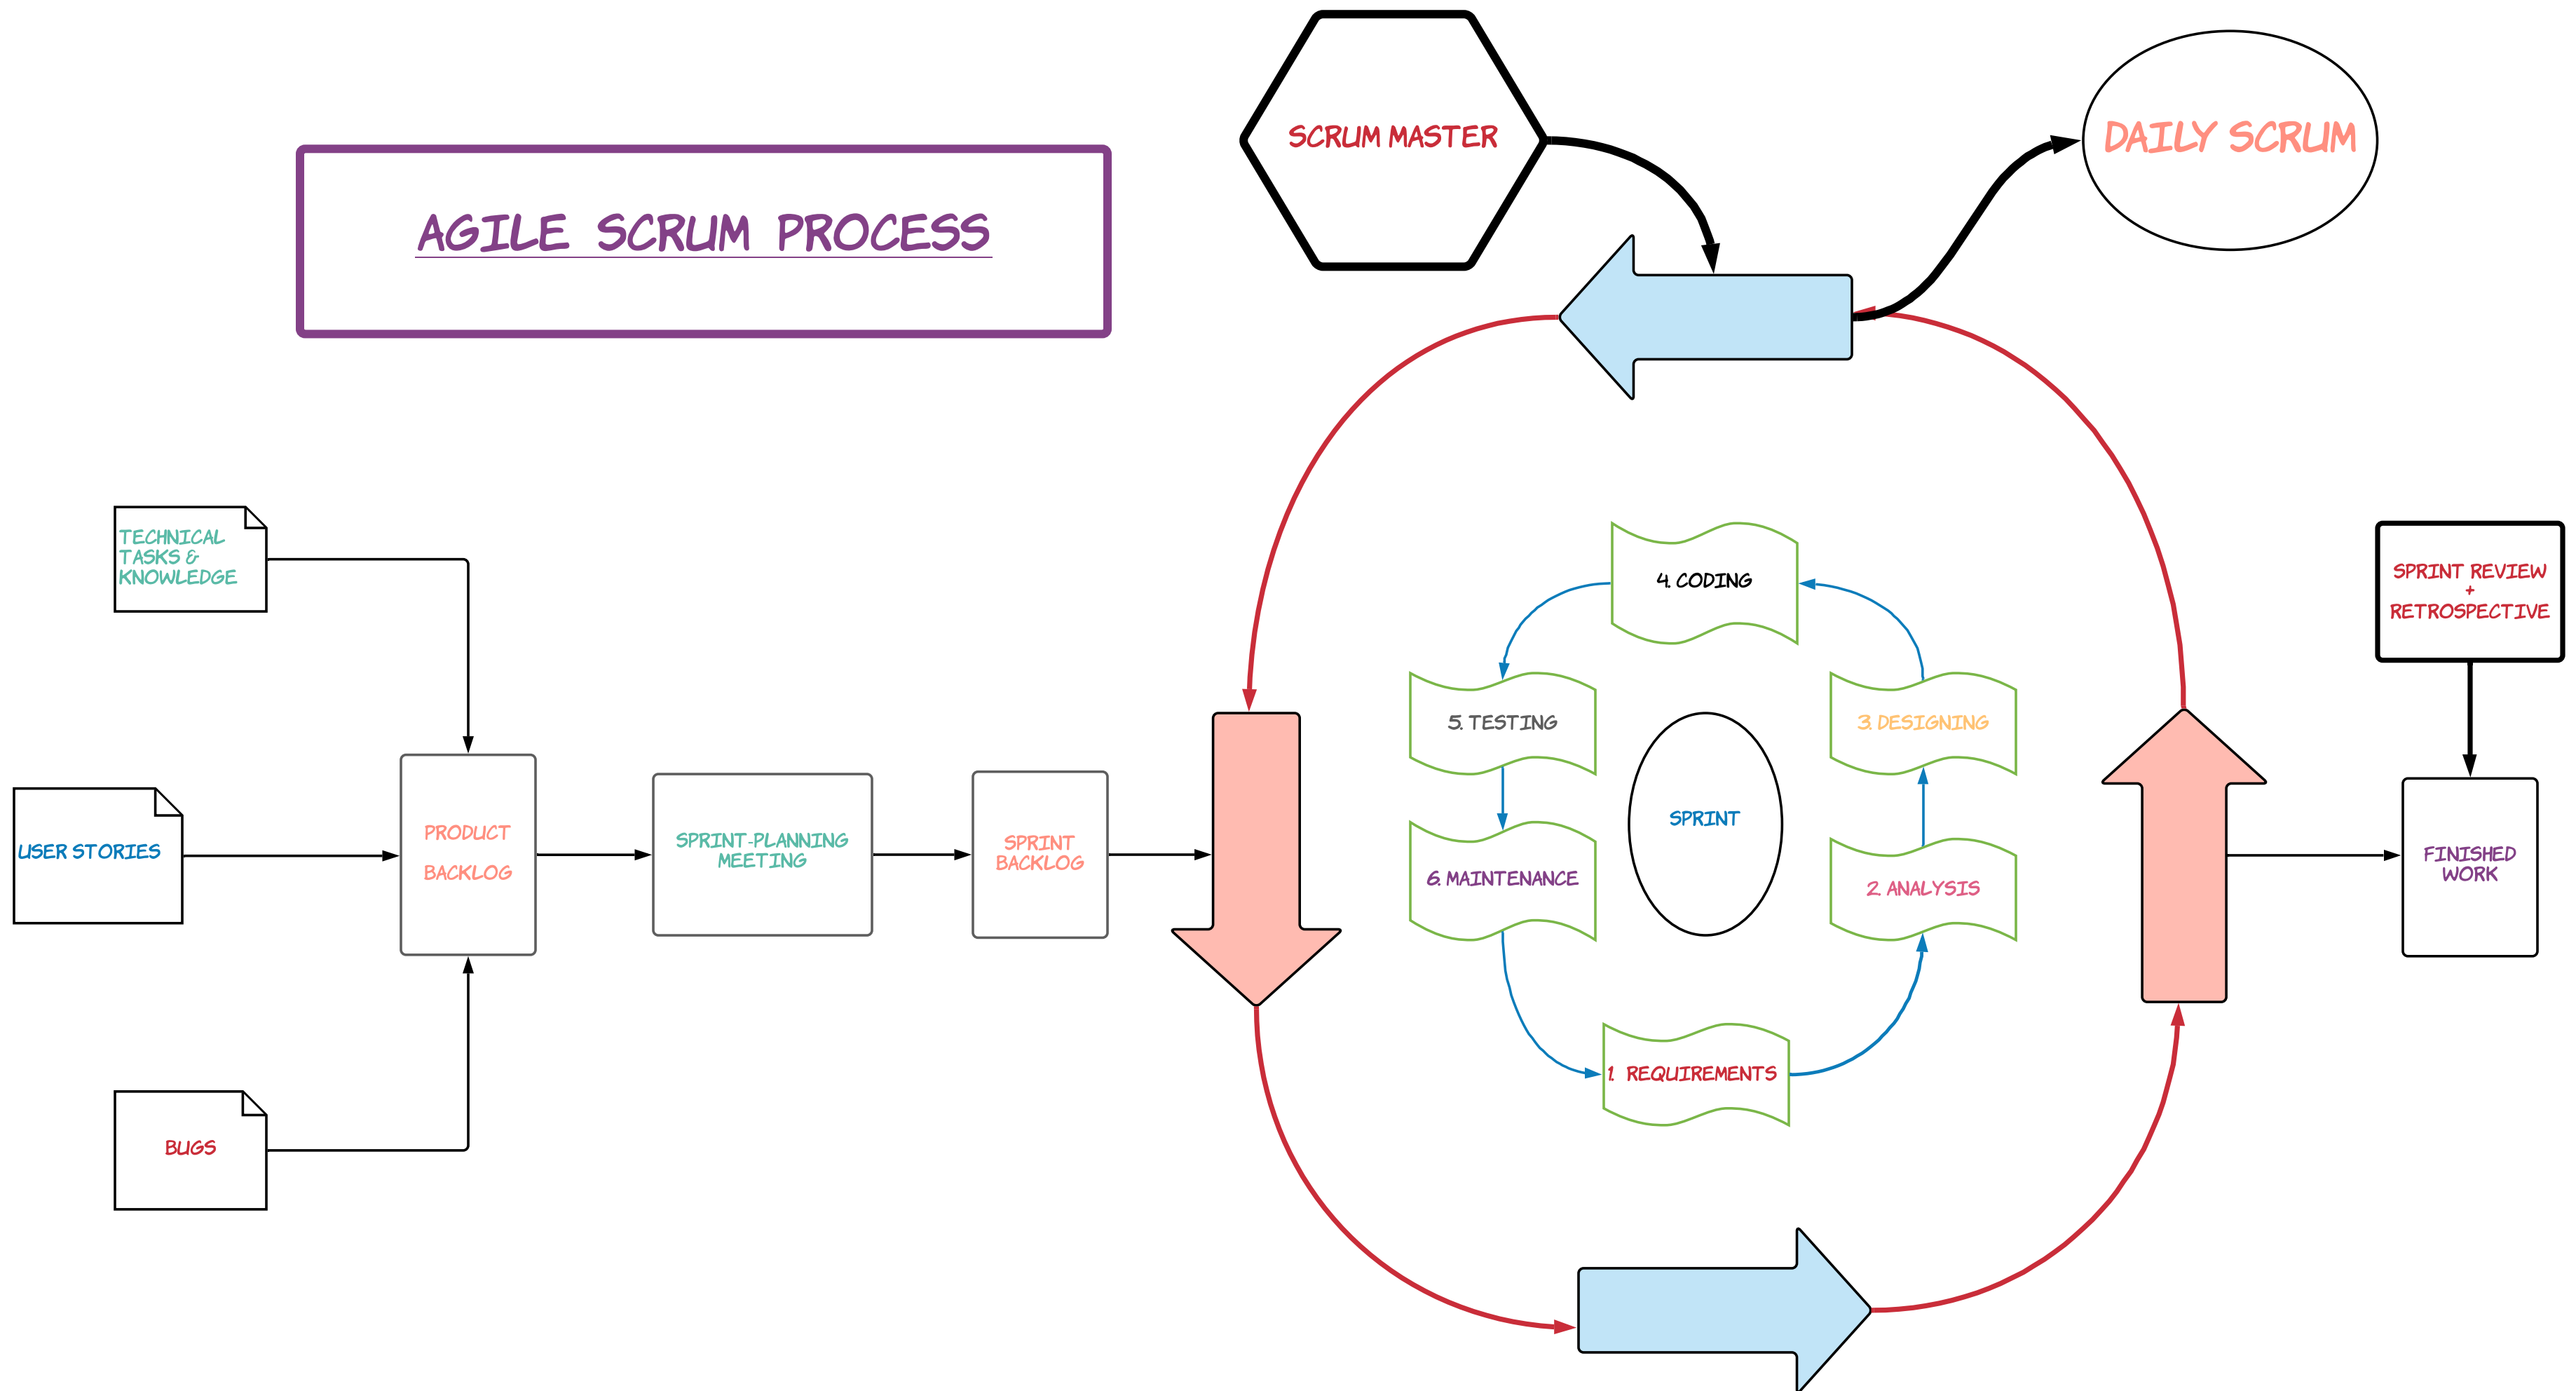 AGILE SCRUM PROCESS
SCRUM MASTER
DAILY SCRUM
TECHNICAL
TASKS &
KNOWLEDGE
USER STORIES
BUGS
PRODUCT
BACKLOG
SPRINT-PLANNING
MEETING
SPRINT
BACKLOG
4. CODING
5. TESTING
3. DESIGNING
SPRINT
6. MAINTENANCE
2. ANALYSIS
1. REQUIREMENTS
SPRINT REVIEW
+
RETROSPECTIVE
FINISHED
WORK